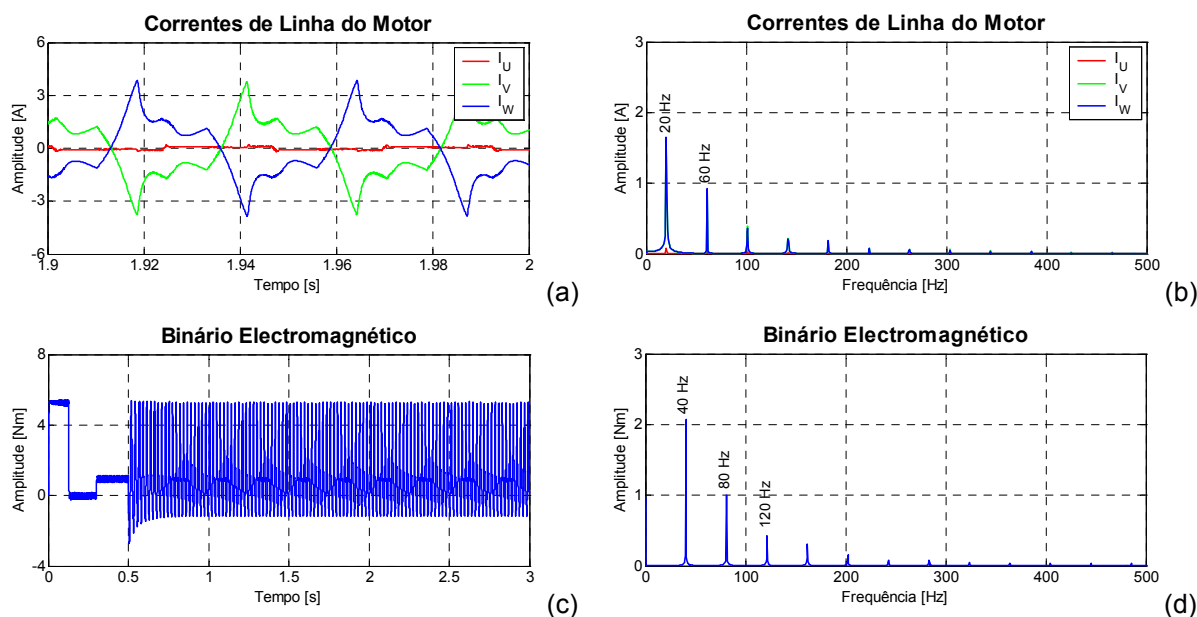 Correntes de Linha do Motor
6
3
0
-3
-6
Amplitude [A]
1.9
1.92
1.94
1.96
1.98
2
Tempo [s]
I_U
I_V
I_W
(a)
Correntes de Linha do Motor
3
2
1
0
Amplitude [A]
20 Hz
60 Hz
0
100
200
300
400
500
Frequência [Hz]
I_U
I_V
I_W
(b)
Binário Electromagnético
8
4
0
-4
Amplitude [Nm]
0
0.5
1
1.5
2
2.5
3
Tempo [s]
(c)
Binário Electromagnético
3
2
1
0
Amplitude [Nm]
40 Hz
80 Hz
120 Hz
0
100
200
300
400
500
Frequência [Hz]
(d)